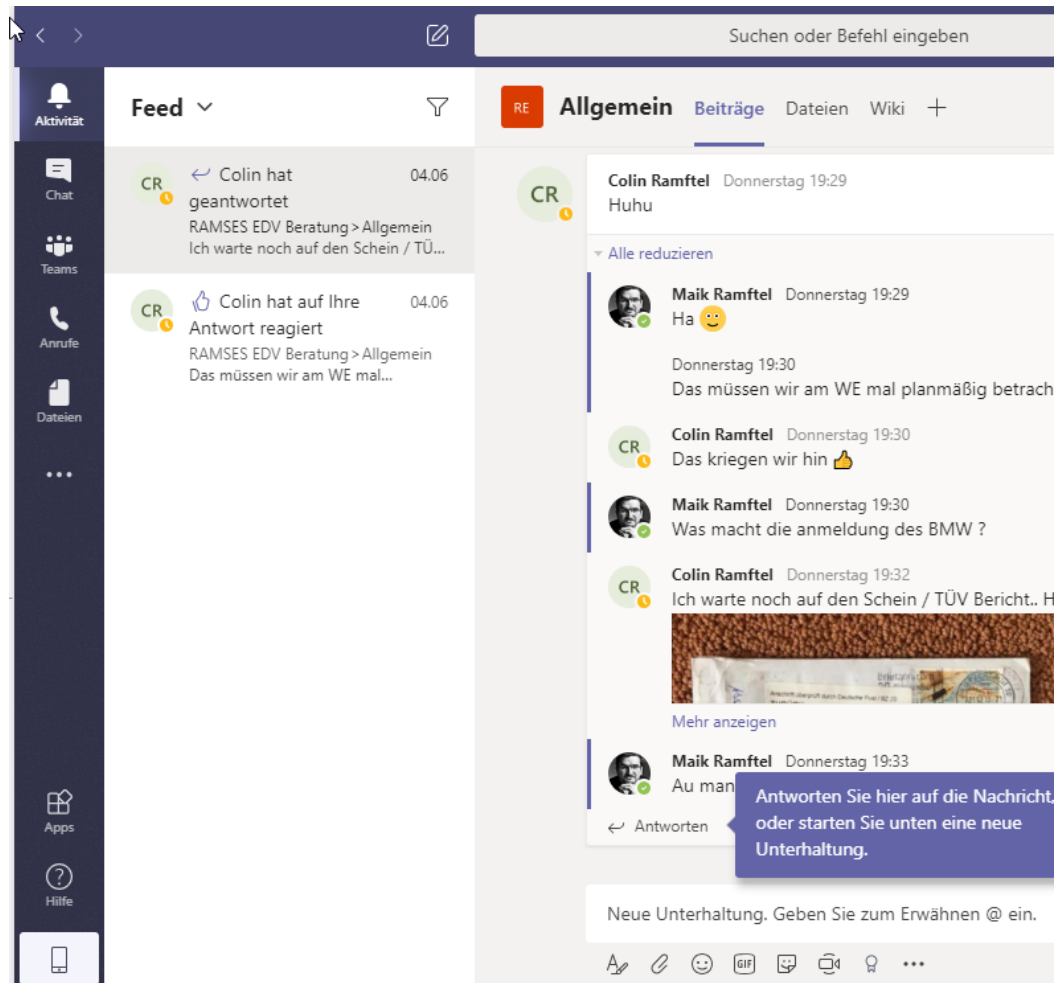 Suchen oder Befehl eingeben
Aktivität
Chat
Teams
Anrufe
Dateien
Apps
Hilfe
Feed
CR
Colin hat
04.06
geantwortet
RAMSES EDV Beratung > Allgemein
Ich warte noch auf den Schein / TÜ...
CR
Colin hat auf Ihre
04.06
Antwort reagiert
RAMSES EDV Beratung > Allgemein
Das müssen wir am WE mal...
RE
Allgemein Beiträge Dateien Wiki
CR
Colin Ramftel Donnerstag 19:29
Huhu
Alle reduzieren
Maik Ramftel Donnerstag 19:29
Ha
Donnerstag 19:30
Das müssen wir am WE mal planmäßig betrach
CR
Colin Ramftel Donnerstag 19:30
Das kriegen wir hin
Maik Ramftel Donnerstag 19:30
Was macht die anmeldung des BMW ?
CR
Colin Ramftel Donnerstag 19:32
Ich warte noch auf den Schein / TÜV Bericht.. H
Mehr anzeigen
Maik Ramftel Donnerstag 19:33
Au man
Antworten
Antworten Sie hier auf die Nachricht,
oder starten Sie unten eine neue
Unterhaltung.
Neue Unterhaltung. Geben Sie zum Erwähnen @ ein.
GIF